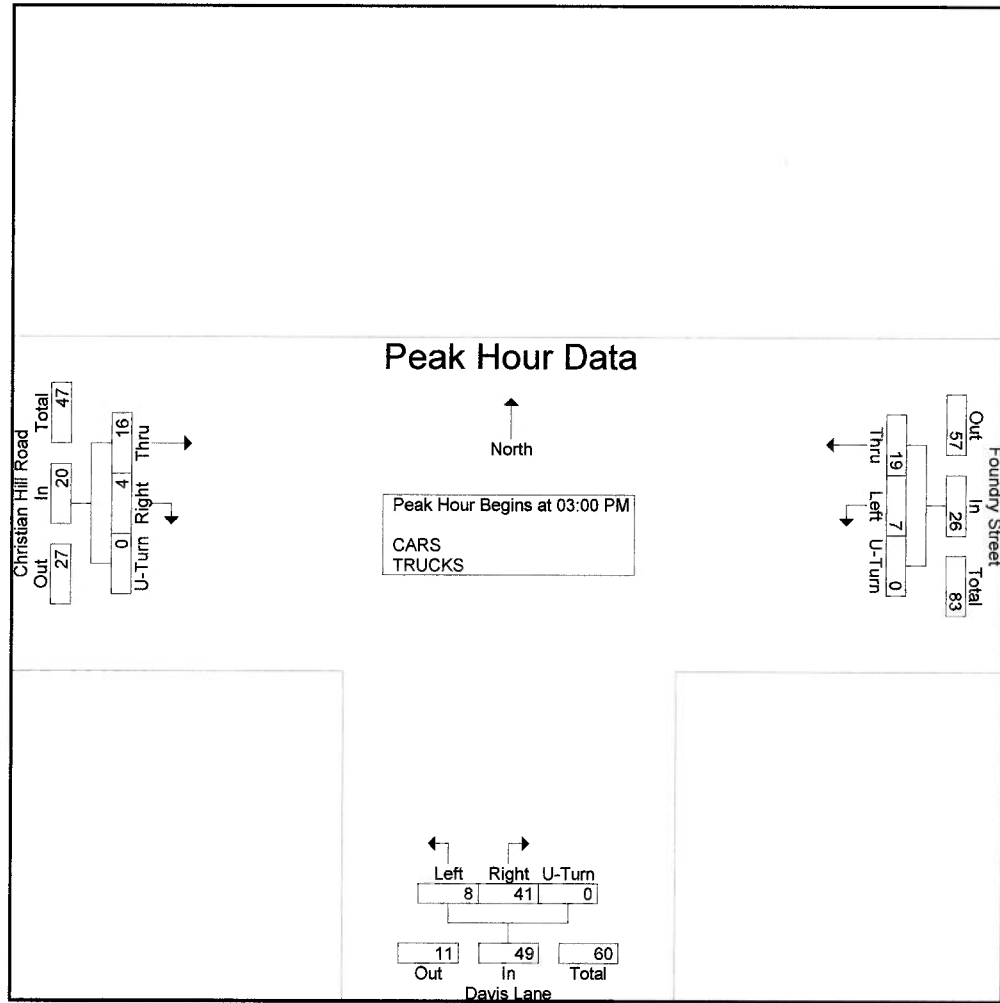 Peak Hour Data
North
Peak Hour Begins at 03:00 PM
CARS
TRUCKS
Christian Hill Road
Total In Out
47 20 27
16 4 0
Thru Right U-Turn
Thru Left U-Turn
19 7 0
57 26 83
Out In Total
Foundry Street
Left Right U-Turn
8 41 0
11 49 60
Out In Total
Davis Lane